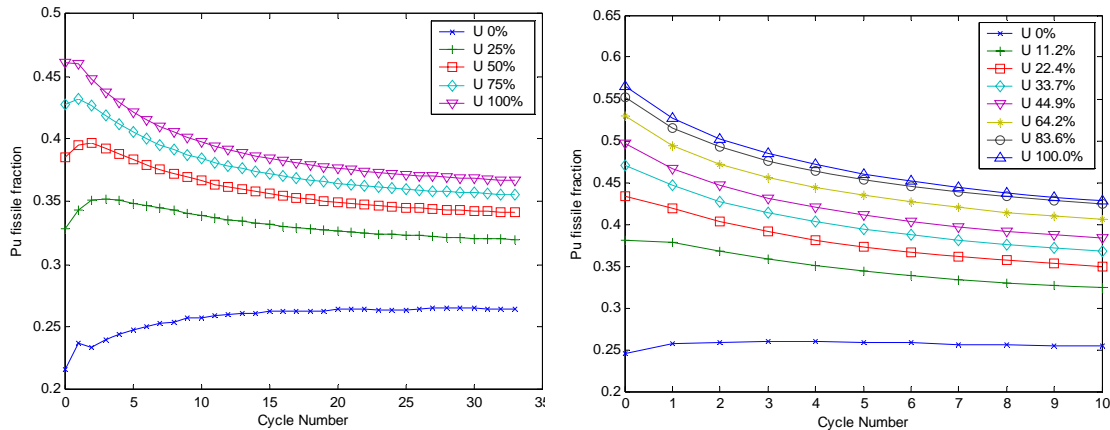 0.5
0.45
0.4
0.35
0.3
0.25
0.2
Pu fissile fraction
U 0%
U 25%
U 50%
U 75%
U 100%
0 5 10 15 20 25 30 35
Cycle Number
0.65
0.6
0.55
0.5
0.45
0.4
0.35
0.3
0.25
0.2
Pu fissile fraction
U 0%
U 11.2%
U 22.4%
U 33.7%
U 44.9%
U 64.2%
U 83.6%
U 100.0%
0 1 2 3 4 5 6 7 8 9 10
Cycle Number